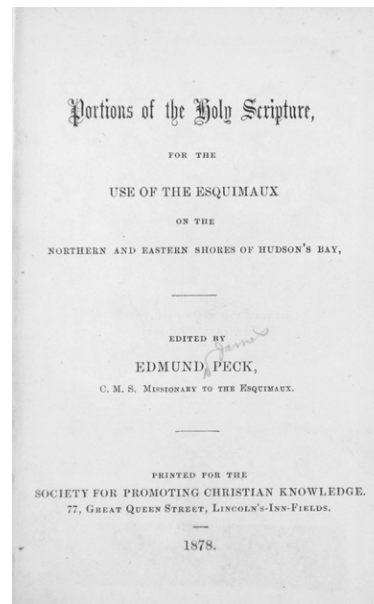 Portions of the Holy Scripture,
FOR THE
USE OF THE ESQUIMAUX
ON THE
NORTHERN AND EASTERN SHORES OF HUDSON'S BAY,
EDITED BY
James
EDMUND PECK,
C. M. S. MISSIONARY TO THE ESQUIMAUX.
PRINTED FOR THE
SOCIETY FOR PROMOTING CHRISTIAN KNOWLEDGE.
77, GREAT QUEEN STREET, LINCOLN'S-INN-FIELDS.
1878.